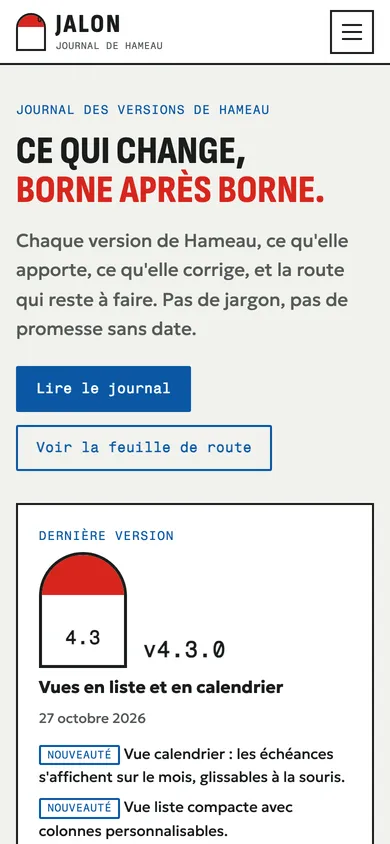 JALON
JOURNAL DE HAMEAU
JOURNAL DES VERSIONS DE HAMEAU
CE QUI CHANGE,
BORNE APRÈS BORNE.
Chaque version de Hameau, ce qu'elle
apporte, ce qu'elle corrige, et la route
qui reste à faire. Pas de jargon, pas de
promesse sans date.
Lire le journal
Voir la feuille de route
DERNIÈRE VERSION
4.3
v4.3.0
Vues en liste et en calendrier
27 octobre 2026
NOUVEAUTÉ Vue calendrier : les échéances
s'affichent sur le mois, glissables à la souris.
NOUVEAUTÉ Vue liste compacte avec
colonnes personnalisables.